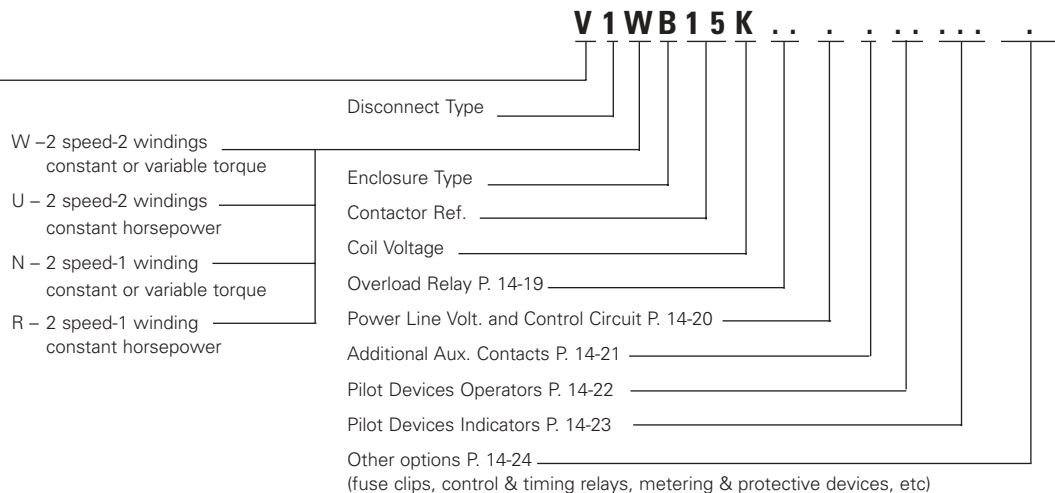 V 1 W B 1 5 K . . . . . . . . . .
Disconnect Type
W –2 speed-2 windings
constant or variable torque
U – 2 speed-2 windings
constant horsepower
N – 2 speed-1 winding
constant or variable torque
R – 2 speed-1 winding
constant horsepower
Enclosure Type
Contactor Ref.
Coil Voltage
Overload Relay P. 14-19
Power Line Volt. and Control Circuit P. 14-20
Additional Aux. Contacts P. 14-21
Pilot Devices Operators P. 14-22
Pilot Devices Indicators P. 14-23
Other options P. 14-24
(fuse clips, control & timing relays, metering & protective devices, etc)